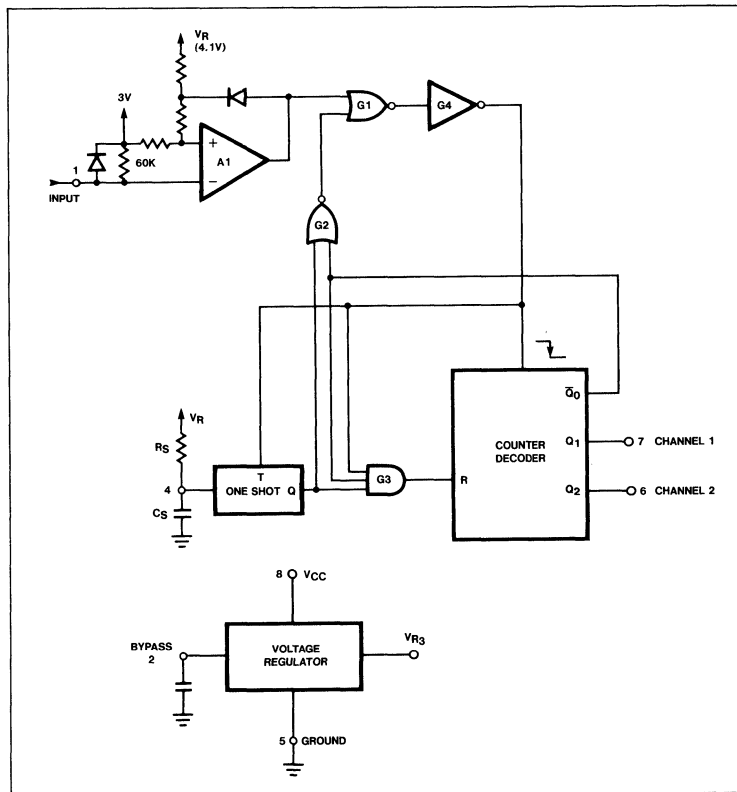 VR
(4.1V)
3V
60K
1
INPUT
+
A1
−
G1
G4
G2
VR
RS
4
CS
T
ONE SHOT Q
G3
R
COUNTER
DECODER
Q̅0
Q1
7 CHANNEL 1
Q2
6 CHANNEL 2
8 VCC
BYPASS
2
VOLTAGE
REGULATOR
VR3
5 GROUND